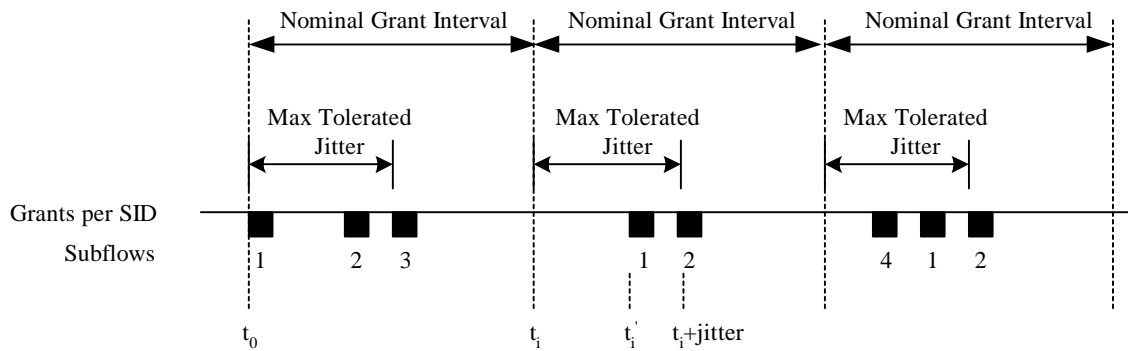 Nominal Grant Interval
Nominal Grant Interval
Nominal Grant Interval
Max Tolerated
Jitter
Max Tolerated
Jitter
Max Tolerated
Jitter
Grants per SID
Subflows
1
2
3
1
2
4
1
2
t0
ti
ti'
ti+jitter